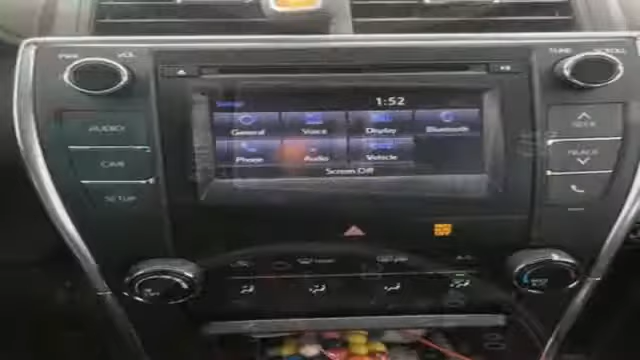 PWR VOL
TUNE SCROLL
AUDIO
CAR
SETUP
Setup
1:52
General Voice Display Bluetooth
Phone Audio Vehicle
Screen Off
SEEK
TRACK